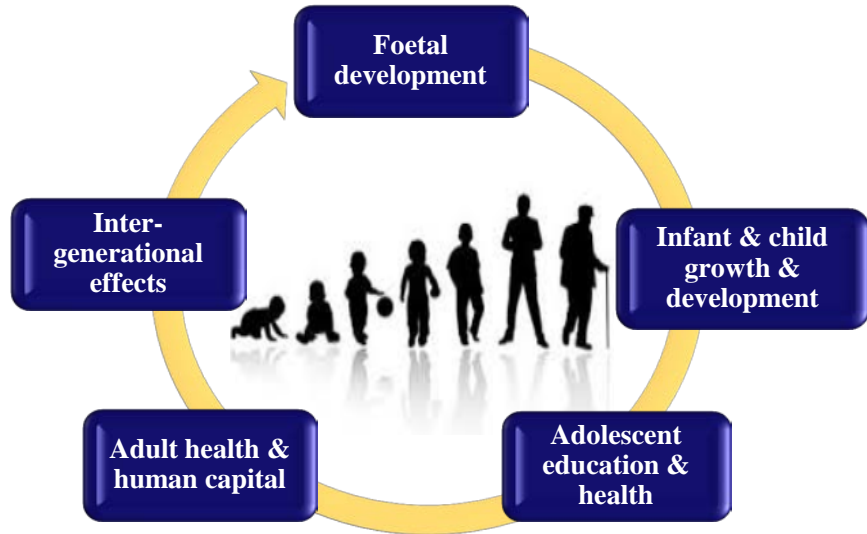 Foetal
development
Infant & child
growth &
development
Adolescent
education &
health
Adult health &
human capital
Inter-
generational
effects